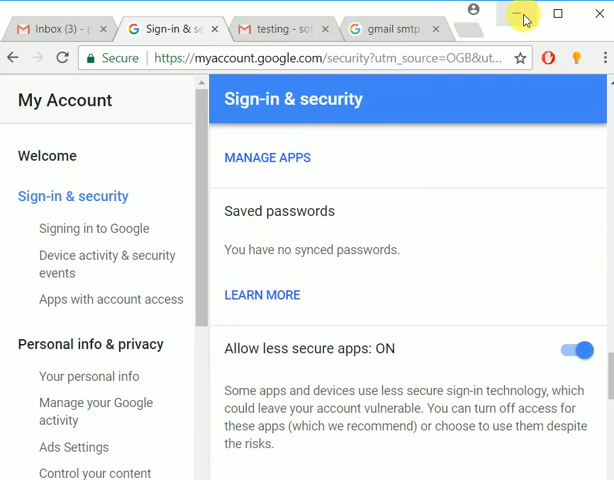 Inbox (3) - p
Sign-in & se
testing - sof
gmail smtp
Secure
https://myaccount.google.com/security?utm_source=OGB&ut...
My Account
Sign-in & security
Welcome
Sign-in & security
Signing in to Google
Device activity & security
events
Apps with account access
Personal info & privacy
Your personal info
Manage your Google
activity
Ads Settings
Control your content
MANAGE APPS
Saved passwords
You have no synced passwords.
LEARN MORE
Allow less secure apps: ON
Some apps and devices use less secure sign-in technology, which
could leave your account vulnerable. You can turn off access for
these apps (which we recommend) or choose to use them despite
the risks.